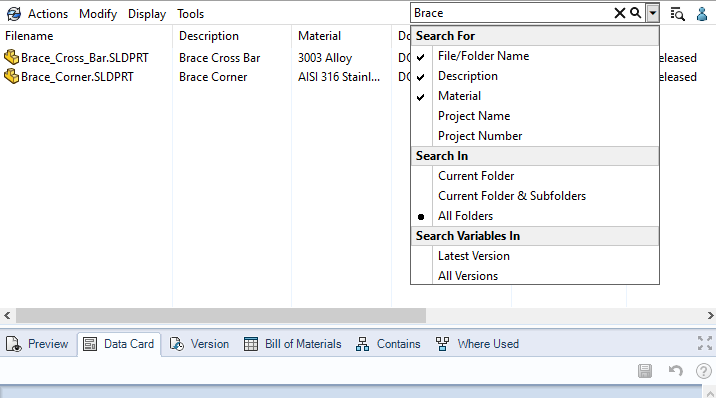 Actions Modify Display Tools Brace
Filename Description Material Do
Search For
Brace_Cross_Bar.SLDPRT Brace Cross Bar 3003 Alloy DO File/Folder Name eleased
Brace_Corner.SLDPRT Brace Corner AISI 316 Stainl... DO Description eleased
Material
Project Name
Project Number
Search In
Current Folder
Current Folder & Subfolders
All Folders
Search Variables In
Latest Version
All Versions
Preview Data Card Version Bill of Materials Contains Where Used